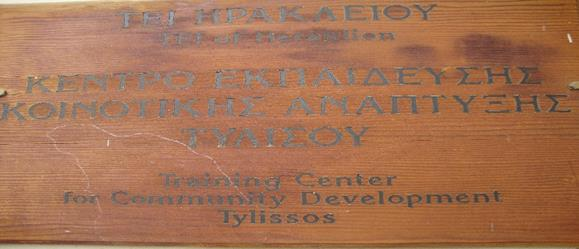 ΤΕΙ ΗΡΑΚΛΕΙΟΥ
TEI of Heraklion
ΚΕΝΤΡΟ ΕΚΠΑΙΔΕΥΣΗΣ
ΚΟΙΝΟΤΙΚΗΣ ΑΝΑΠΤΥΞΗΣ
ΤΥΛΙΣΟΥ
Training Center
for Community Development
Tylissos